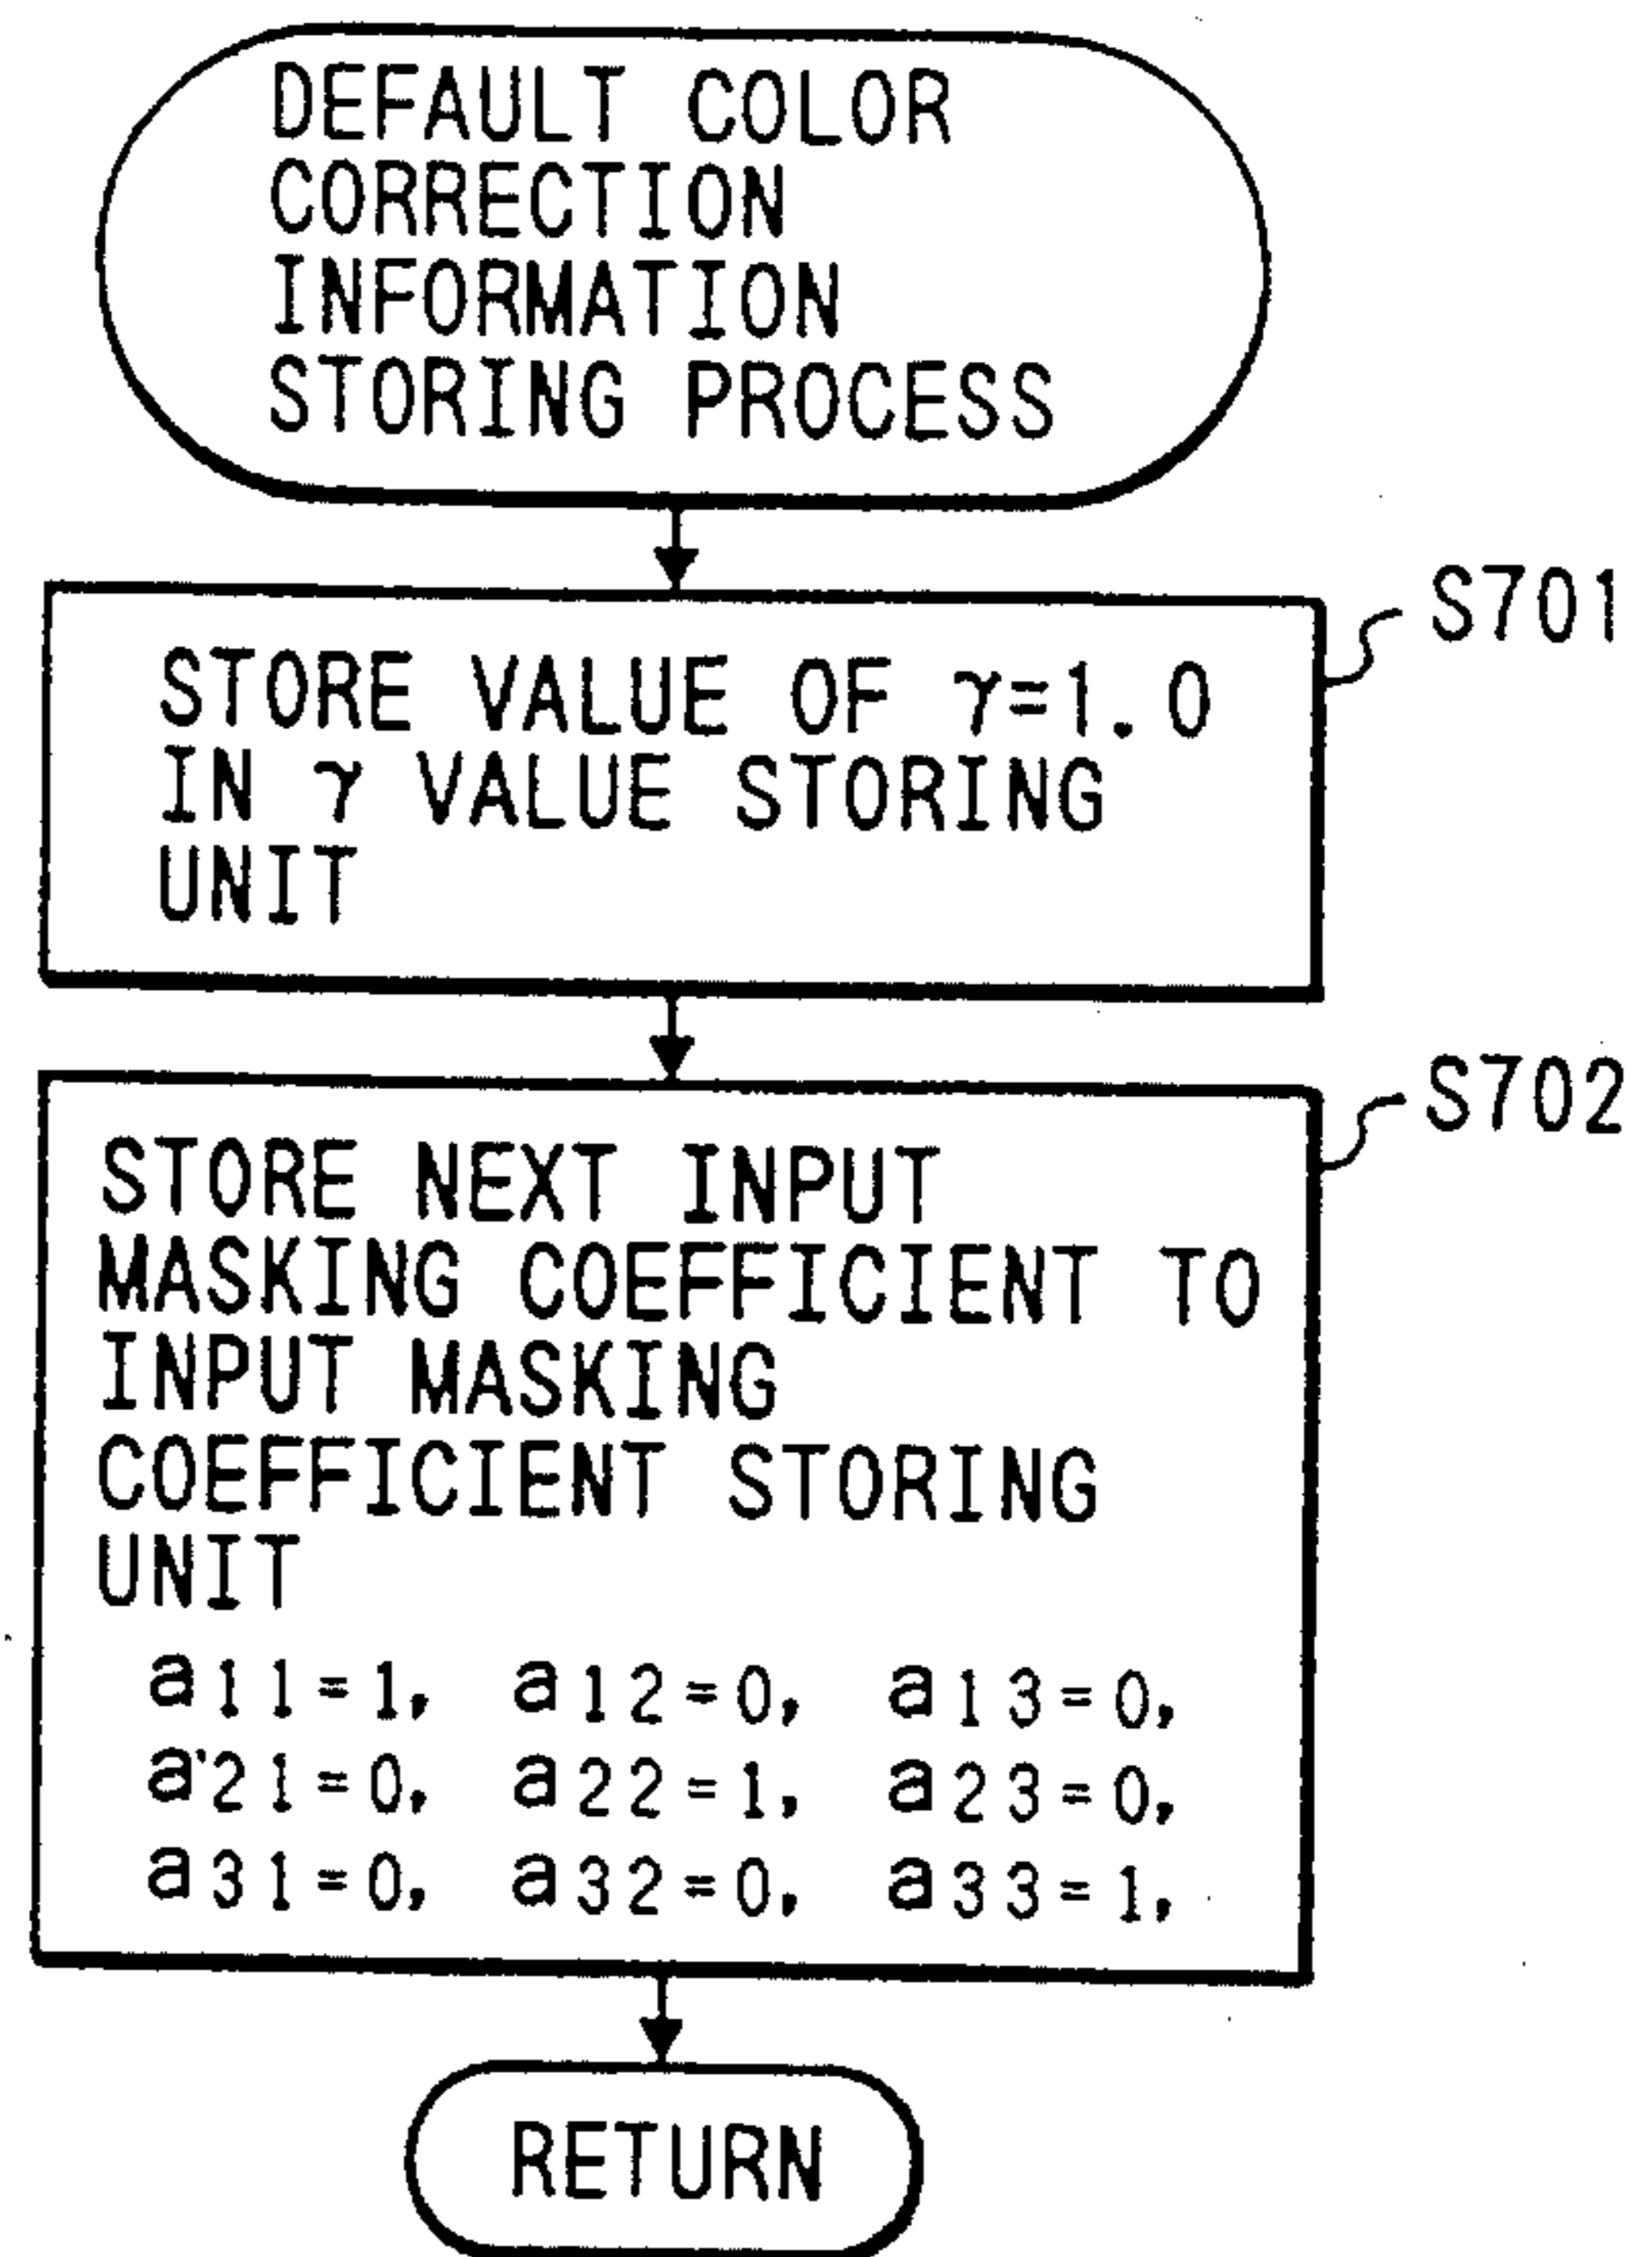 DEFAULT COLOR
CORRECTION
INFORMATION
STORING PROCESS
S701
STORE VALUE OF γ=1.0
IN γ VALUE STORING
UNIT
S702
STORE NEXT INPUT
MASKING COEFFICIENT TO
INPUT MASKING
COEFFICIENT STORING
UNIT
a11=1, a12=0, a13=0,
a21=0, a22=1, a23=0,
a31=0, a32=0, a33=1,
RETURN